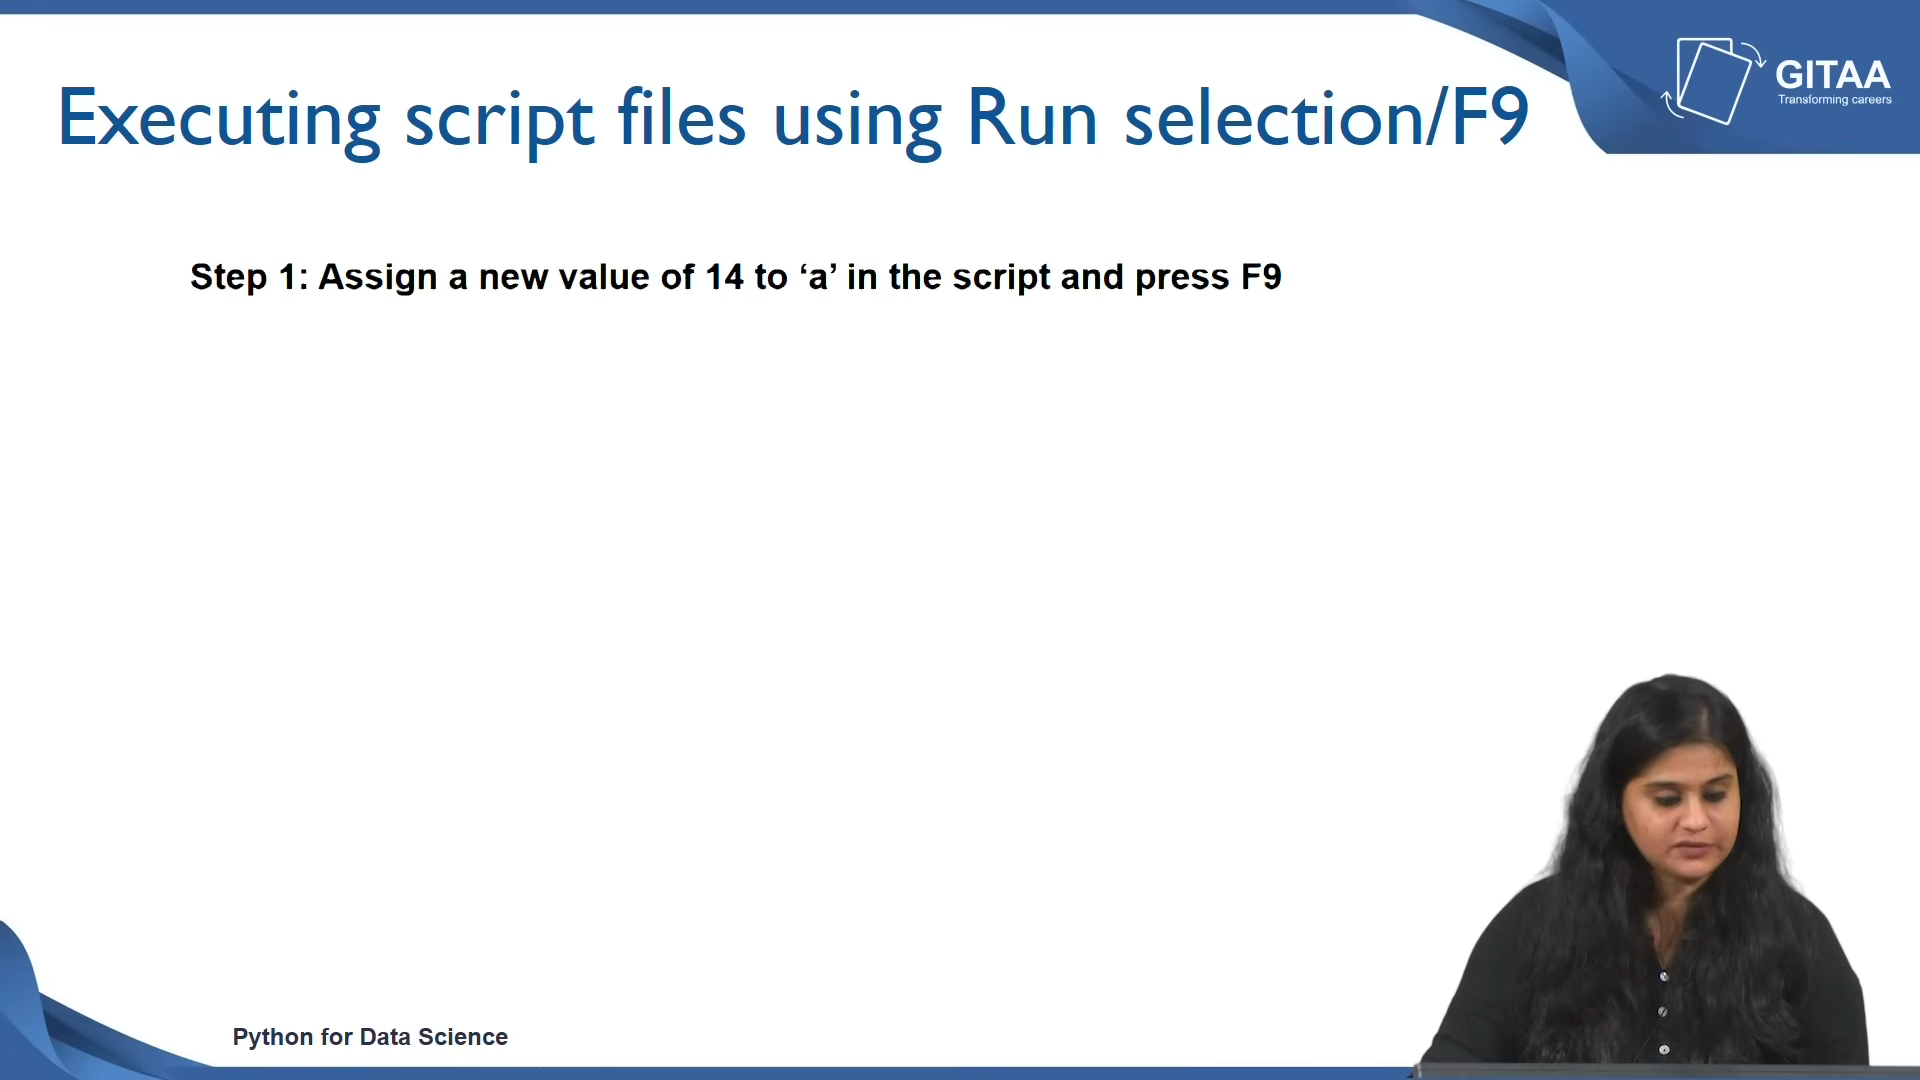 GITAA
Transforming careers
Executing script files using Run selection/F9
Step 1: Assign a new value of 14 to ‘a’ in the script and press F9
Python for Data Science